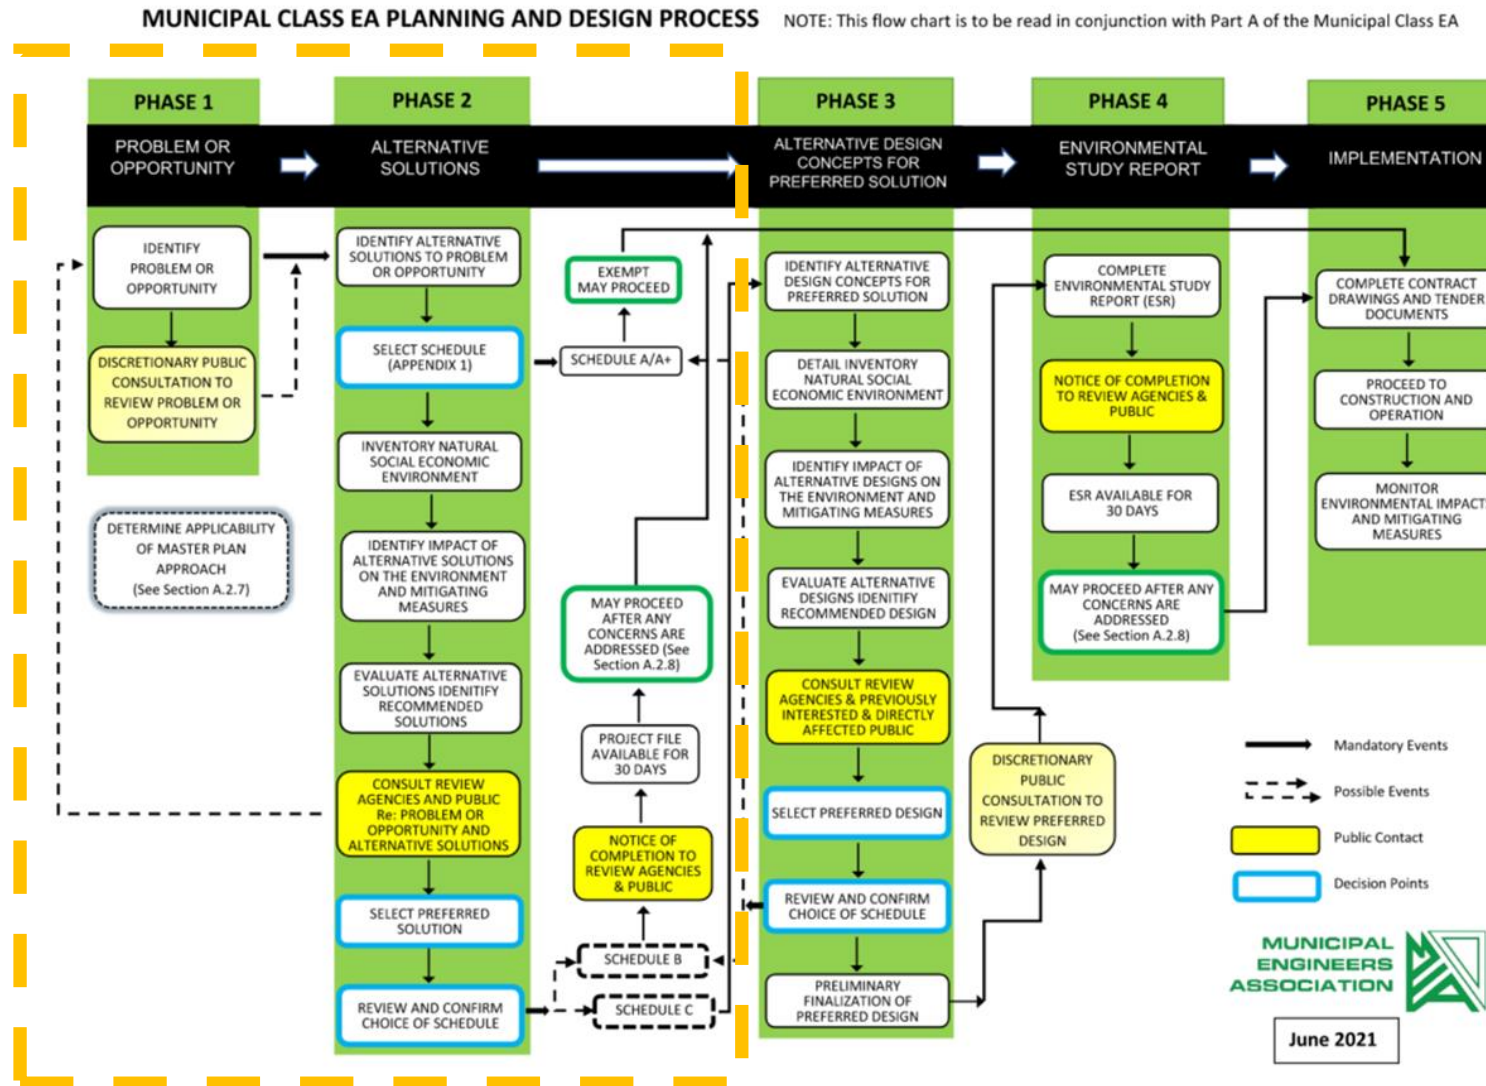 MUNICIPAL CLASS EA PLANNING AND DESIGN PROCESS
NOTE: This flow chart is to be read in conjunction with Part A of the Municipal Class EA
PHASE 1
PROBLEM OR
OPPORTUNITY
IDENTIFY
PROBLEM OR
OPPORTUNITY
DISCRETIONARY PUBLIC
CONSULTATION TO
REVIEW PROBLEM OR
OPPORTUNITY
DETERMINE APPLICABILITY
OF MASTER PLAN
APPROACH
(See Section A.2.7)
PHASE 2
ALTERNATIVE
SOLUTIONS
IDENTIFY ALTERNATIVE
SOLUTIONS TO PROBLEM
OR OPPORTUNITY
SELECT SCHEDULE
(APPENDIX 1)
INVENTORY NATURAL
SOCIAL ECONOMIC
ENVIRONMENT
IDENTIFY IMPACT OF
ALTERNATIVE SOLUTIONS
ON THE ENVIRONMENT
AND MITIGATING
MEASURES
EVALUATE ALTERNATIVE
SOLUTIONS IDENITIFY
RECOMMENDED
SOLUTIONS
CONSULT REVIEW
AGENCIES AND PUBLIC
Re: PROBLEM OR
OPPORTUNITY AND
ALTERNATIVE SOLUTIONS
SELECT PREFERRED
SOLUTION
REVIEW AND CONFIRM
CHOICE OF SCHEDULE
EXEMPT
MAY PROCEED
SCHEDULE A/A+
MAY PROCEED
AFTER ANY
CONCERNS ARE
ADDRESSED (See
Section A.2.8)
PROJECT FILE
AVAILABLE FOR
30 DAYS
NOTICE OF
COMPLETION TO
REVIEW AGENCIES
& PUBLIC
SCHEDULE B
SCHEDULE C
PHASE 3
ALTERNATIVE DESIGN
CONCEPTS FOR
PREFERRED SOLUTION
IDENTIFY ALTERNATIVE
DESIGN CONCEPTS FOR
PREFERRED SOLUTION
DETAIL INVENTORY
NATURAL SOCIAL
ECONOMIC ENVIRONMENT
IDENTIFY IMPACT OF
ALTERNATIVE DESIGNS ON
THE ENVIRONMENT AND
MITIGATING MEASURES
EVALUATE ALTERNATIVE
DESIGNS IDENITIFY
RECOMMENDED DESIGN
CONSULT REVIEW
AGENCIES & PREVIOUSLY
INTERESTED & DIRECTLY
AFFECTED PUBLIC
SELECT PREFERRED DESIGN
REVIEW AND CONFIRM
CHOICE OF SCHEDULE
PRELIMINARY
FINALIZATION OF
PREFERRED DESIGN
DISCRETIONARY
PUBLIC
CONSULTATION TO
REVIEW PREFERRED
DESIGN
PHASE 4
ENVIRONMENTAL
STUDY REPORT
COMPLETE
ENVIRONMENTAL STUDY
REPORT (ESR)
NOTICE OF COMPLETION
TO REVIEW AGENCIES &
PUBLIC
ESR AVAILABLE FOR
30 DAYS
MAY PROCEED AFTER ANY
CONCERNS ARE
ADDRESSED
(See Section A.2.8)
PHASE 5
IMPLEMENTATION
COMPLETE CONTRACT
DRAWINGS AND TENDER
DOCUMENTS
PROCEED TO
CONSTRUCTION AND
OPERATION
MONITOR
ENVIRONMENTAL IMPACTS
AND MITIGATING
MEASURES
Mandatory Events
Possible Events
Public Contact
Decision Points
MUNICIPAL
ENGINEERS
ASSOCIATION
June 2021